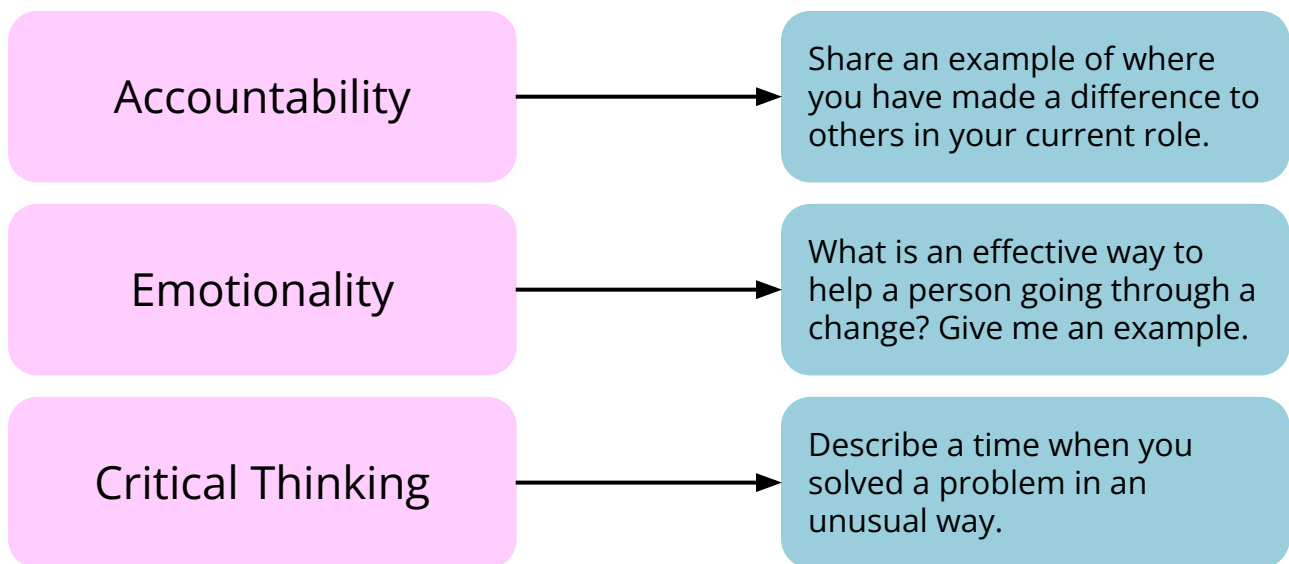 Accountability
Share an example of where
you have made a difference to
others in your current role.
Emotionality
What is an effective way to
help a person going through a
change? Give me an example.
Critical Thinking
Describe a time when you
solved a problem in an
unusual way.